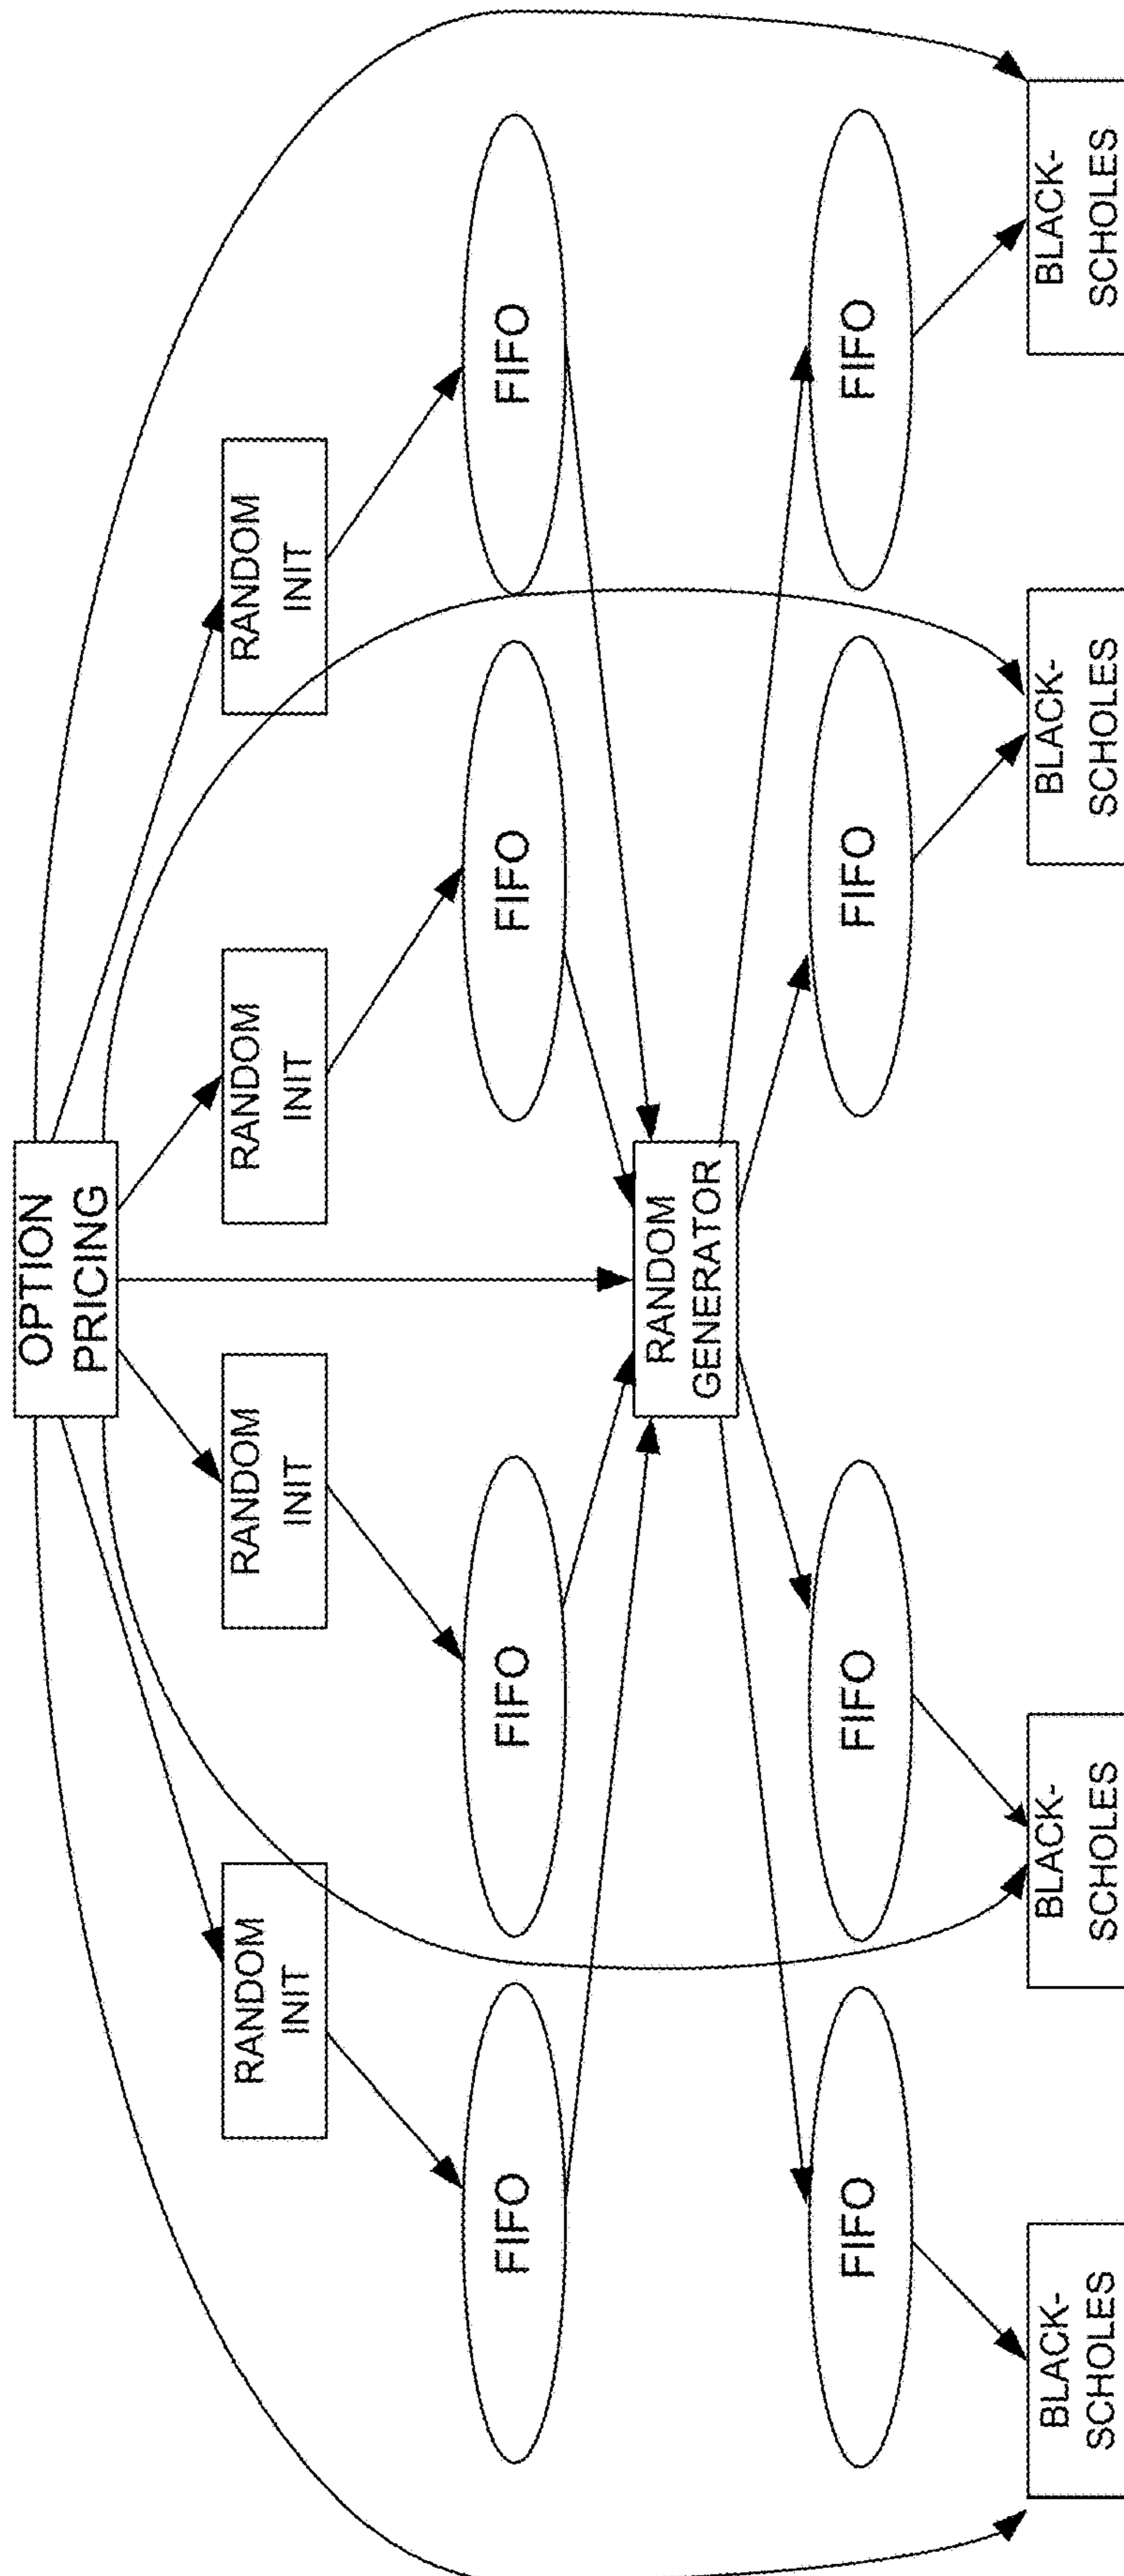 OPTION
PRICING
RANDOM
INIT
RANDOM
INIT
RANDOM
INIT
RANDOM
INIT
FIFO
FIFO
FIFO
FIFO
RANDOM
GENERATOR
FIFO
FIFO
FIFO
FIFO
BLACK-
SCHOLES
BLACK-
SCHOLES
BLACK-
SCHOLES
BLACK-
SCHOLES